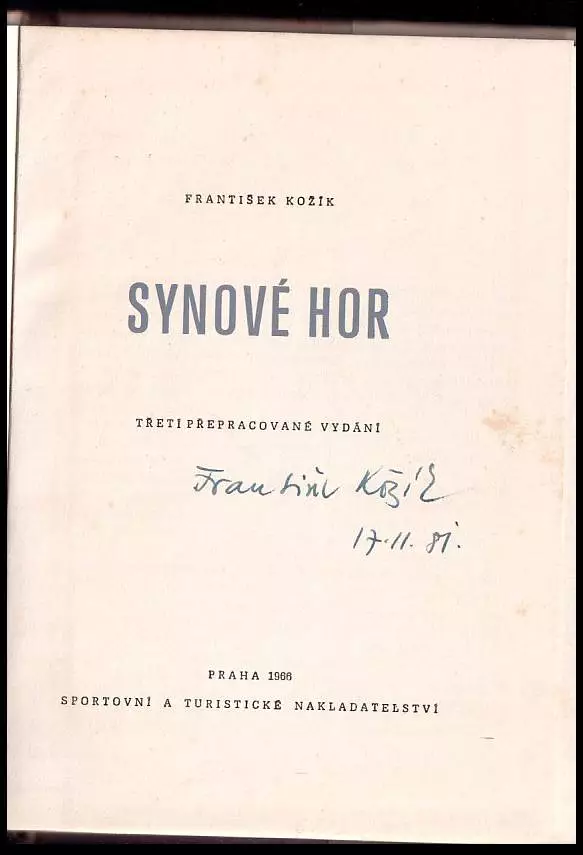 FRANTIŠEK KOŽÍK
SYNOVÉ HOR
TŘETÍ PŘEPRACOVANÉ VYDÁNÍ
František Kožík
17.11.81.
PRAHA 1966
SPORTOVNÍ A TURISTICKÉ NAKLADATELSTVÍ